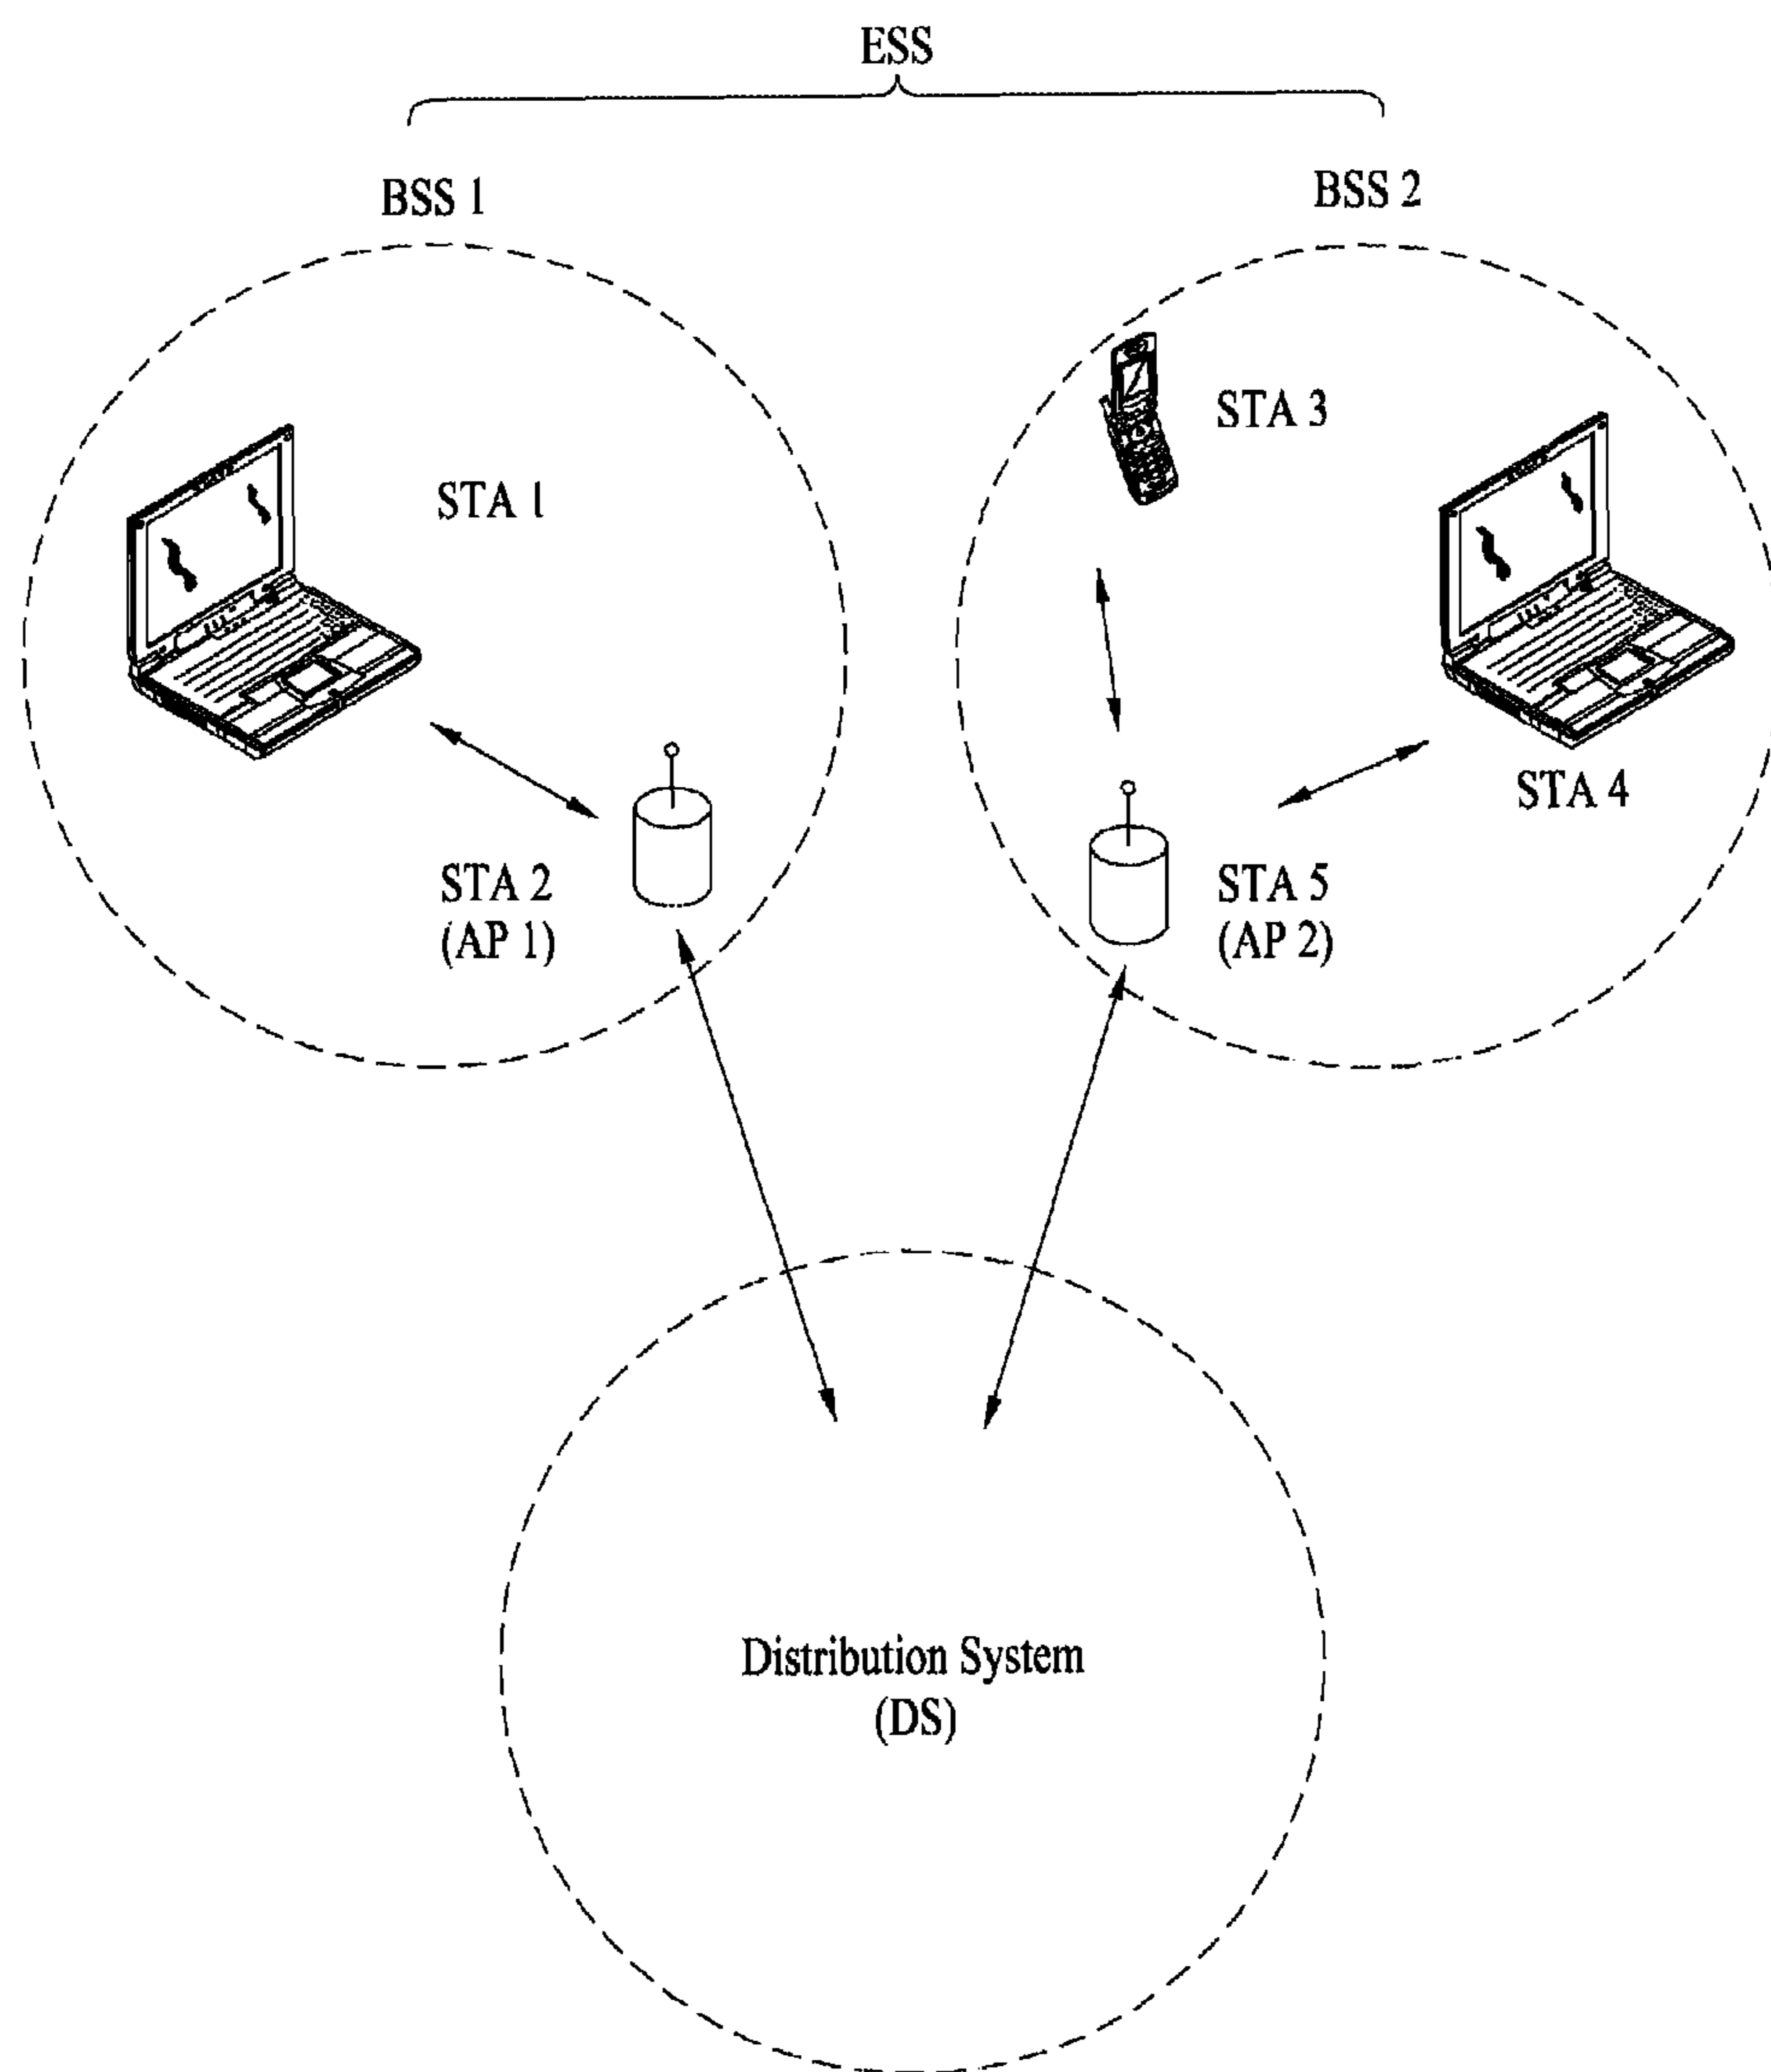 ESS
BSS 1
BSS 2
STA 1
STA 3
STA 4
STA 2
(AP 1)
STA 5
(AP 2)
Distribution System
(DS)